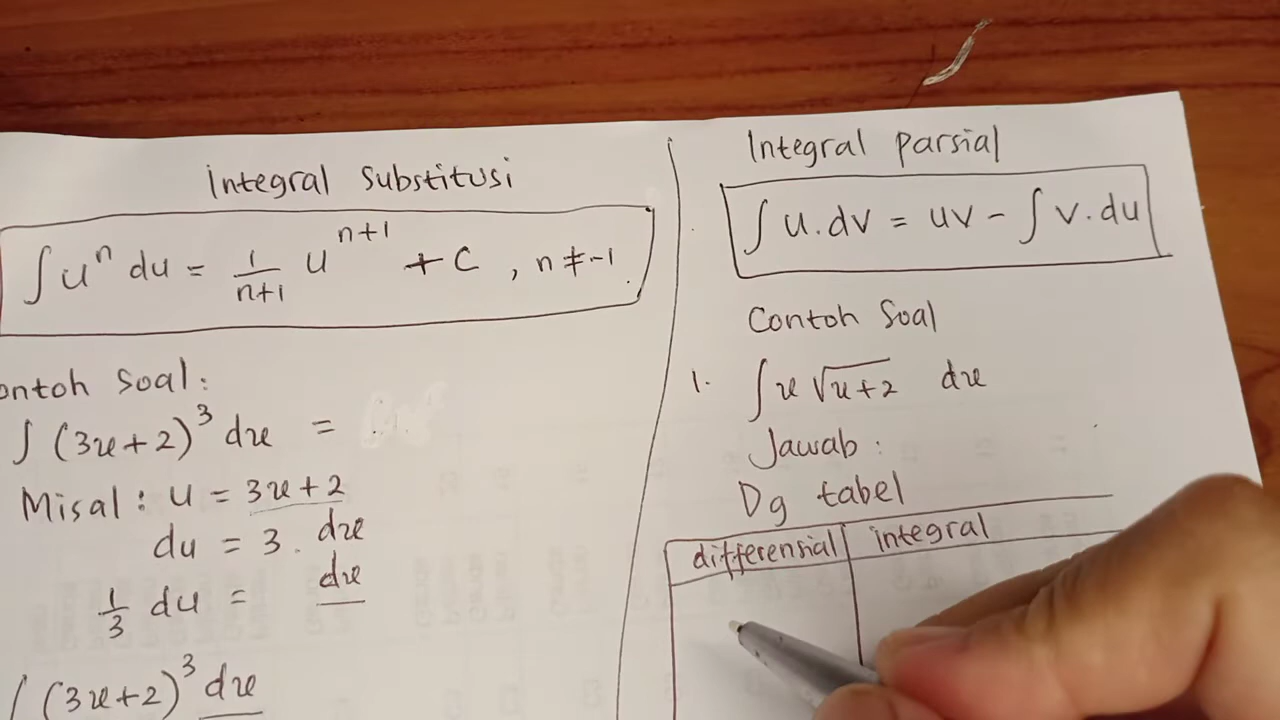 Integral Substitusi
∫ u^n du = 1/(n+1) u^(n+1) + C , n ≠ -1
ontoh Soal :
∫ (3x+2)^3 dx =
Misal : u = 3x+2
du = 3 . dx
1/3 du = dx
∫ (3x+2)^3 dx
Integral Parsial
∫ u.dv = uv - ∫ v.du
Contoh Soal
1. ∫ x √(x+2) dx
Jawab :
Dg tabel
differensial integral